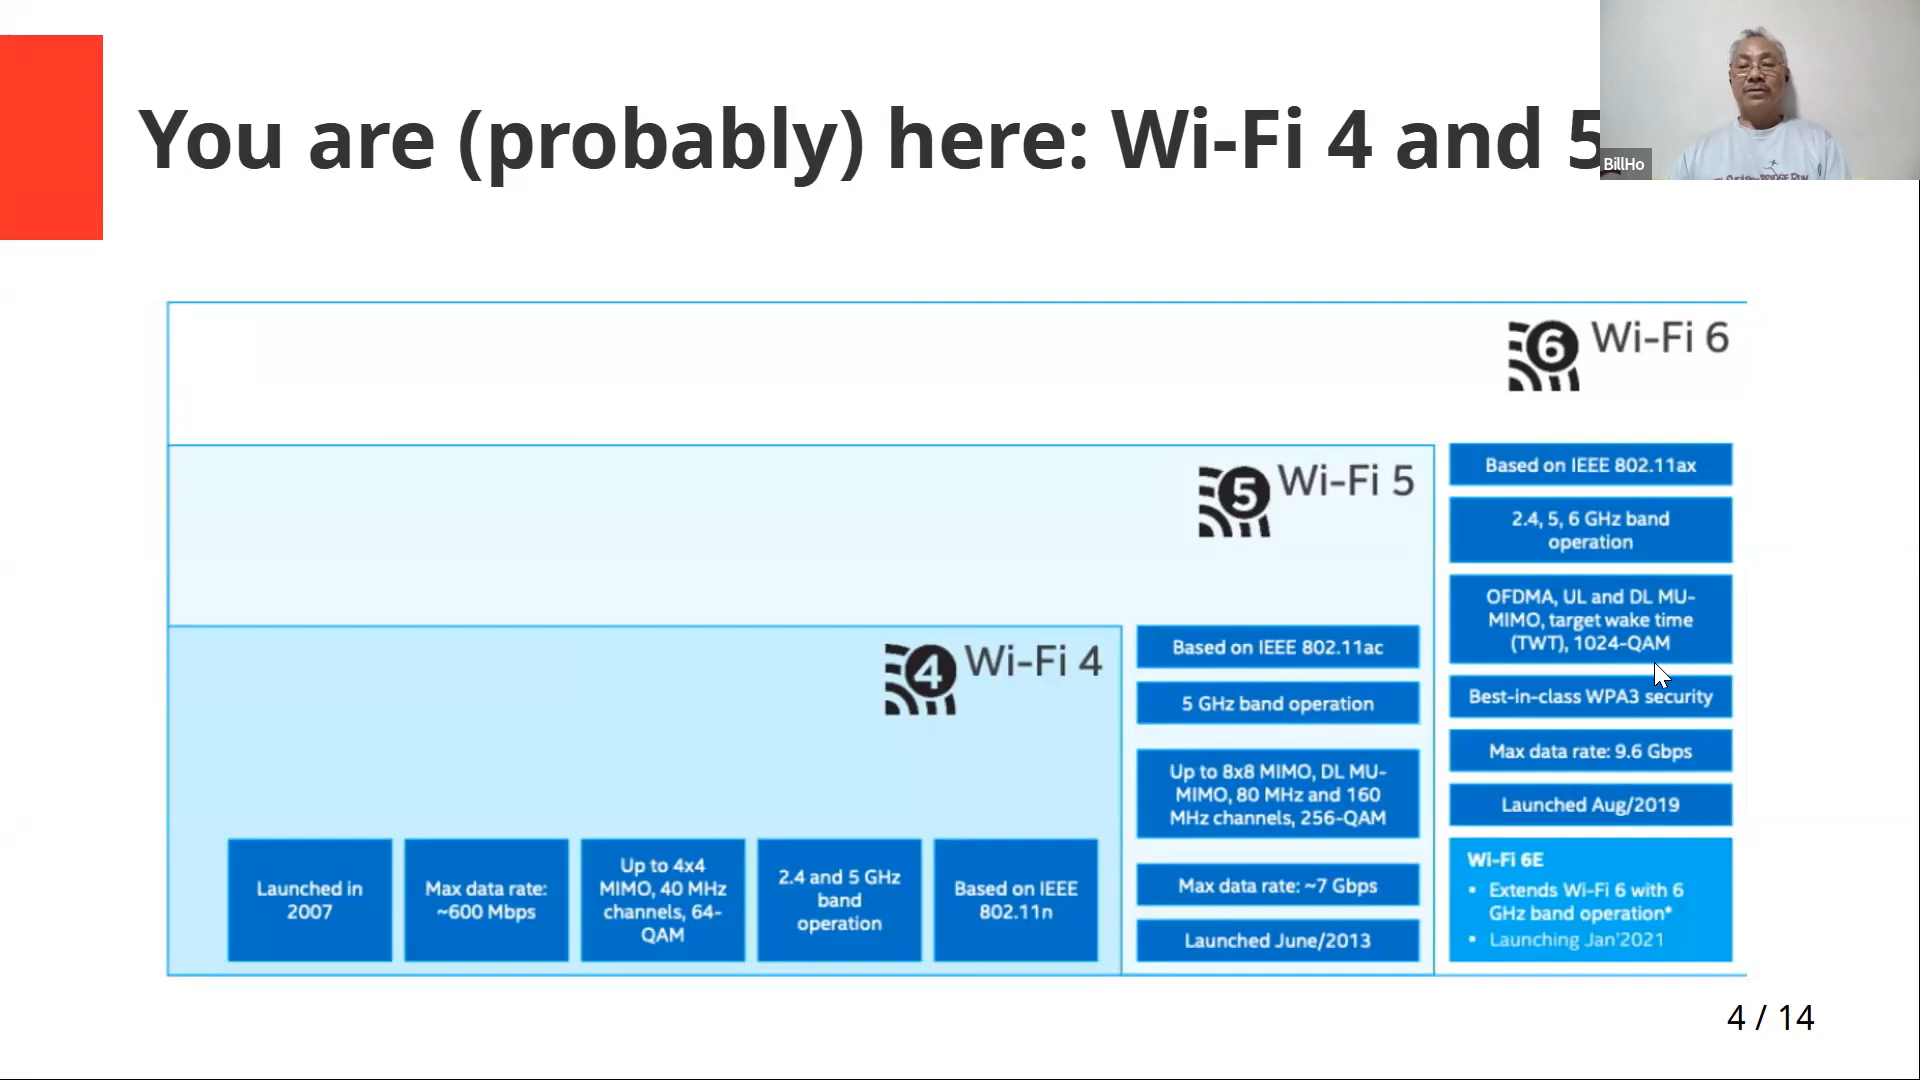 You are (probably) here: Wi-Fi 4 and 5
BillHo
6
Wi-Fi 6
5
Wi-Fi 5
4
Wi-Fi 4
Launched in
2007
Max data rate:
~600 Mbps
Up to 4x4
MIMO, 40 MHz
channels, 64-
QAM
2.4 and 5 GHz
band
operation
Based on IEEE
802.11n
Based on IEEE 802.11ac
5 GHz band operation
Up to 8x8 MIMO, DL MU-
MIMO, 80 MHz and 160
MHz channels, 256-QAM
Max data rate: ~7 Gbps
Launched June/2013
Based on IEEE 802.11ax
2.4, 5, 6 GHz band
operation
OFDMA, UL and DL MU-
MIMO, target wake time
(TWT), 1024-QAM
Best-in-class WPA3 security
Max data rate: 9.6 Gbps
Launched Aug/2019
Wi-Fi 6E
▪ Extends Wi-Fi 6 with 6
GHz band operation*
▪ Launching Jan'2021
4 / 14